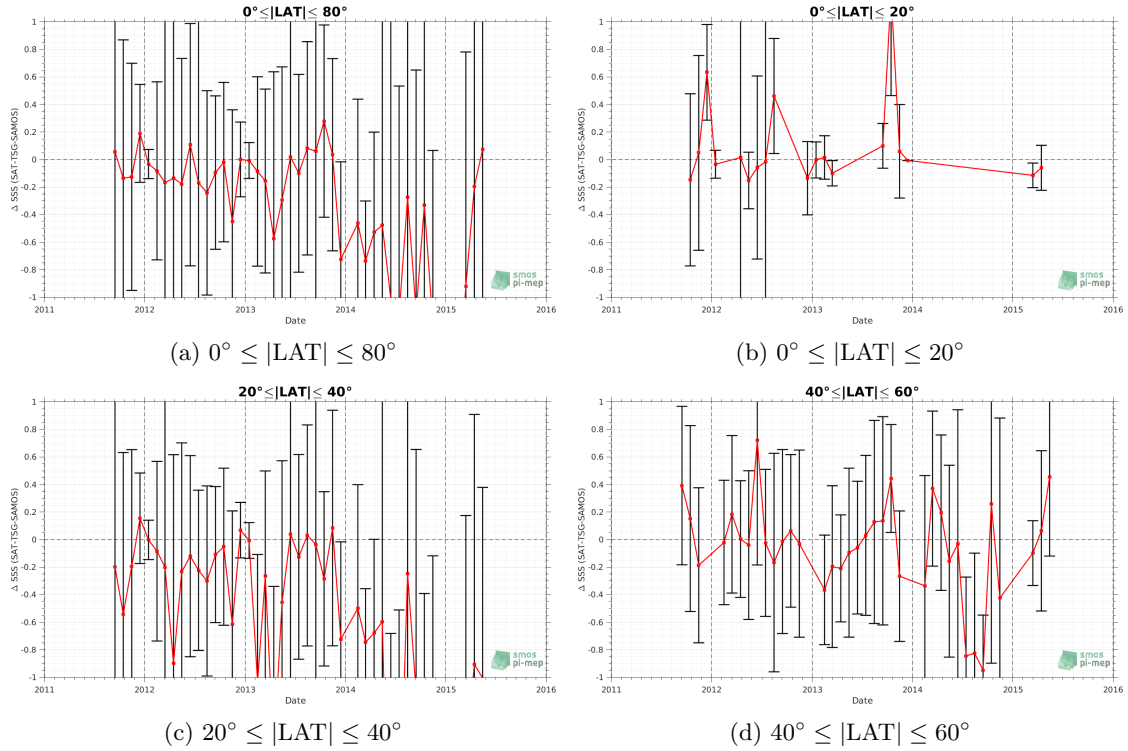 0°≤|LAT|≤ 80°
Δ SSS (SAT-TSG-SAMOS)
1
0.8
0.6
0.4
0.2
0
-0.2
-0.4
-0.6
-0.8
-1
2011 2012 2013 2014 2015 2016
Date
smos
pi-mep
(a) 0° ≤ |LAT| ≤ 80°
0°≤|LAT|≤ 20°
Δ SSS (SAT-TSG-SAMOS)
1
0.8
0.6
0.4
0.2
0
-0.2
-0.4
-0.6
-0.8
-1
2011 2012 2013 2014 2015 2016
Date
smos
pi-mep
(b) 0° ≤ |LAT| ≤ 20°
20°≤|LAT|≤ 40°
Δ SSS (SAT-TSG-SAMOS)
1
0.8
0.6
0.4
0.2
0
-0.2
-0.4
-0.6
-0.8
-1
2011 2012 2013 2014 2015 2016
Date
smos
pi-mep
(c) 20° ≤ |LAT| ≤ 40°
40°≤|LAT|≤ 60°
Δ SSS (SAT-TSG-SAMOS)
1
0.8
0.6
0.4
0.2
0
-0.2
-0.4
-0.6
-0.8
-1
2011 2012 2013 2014 2015 2016
Date
smos
pi-mep
(d) 40° ≤ |LAT| ≤ 60°